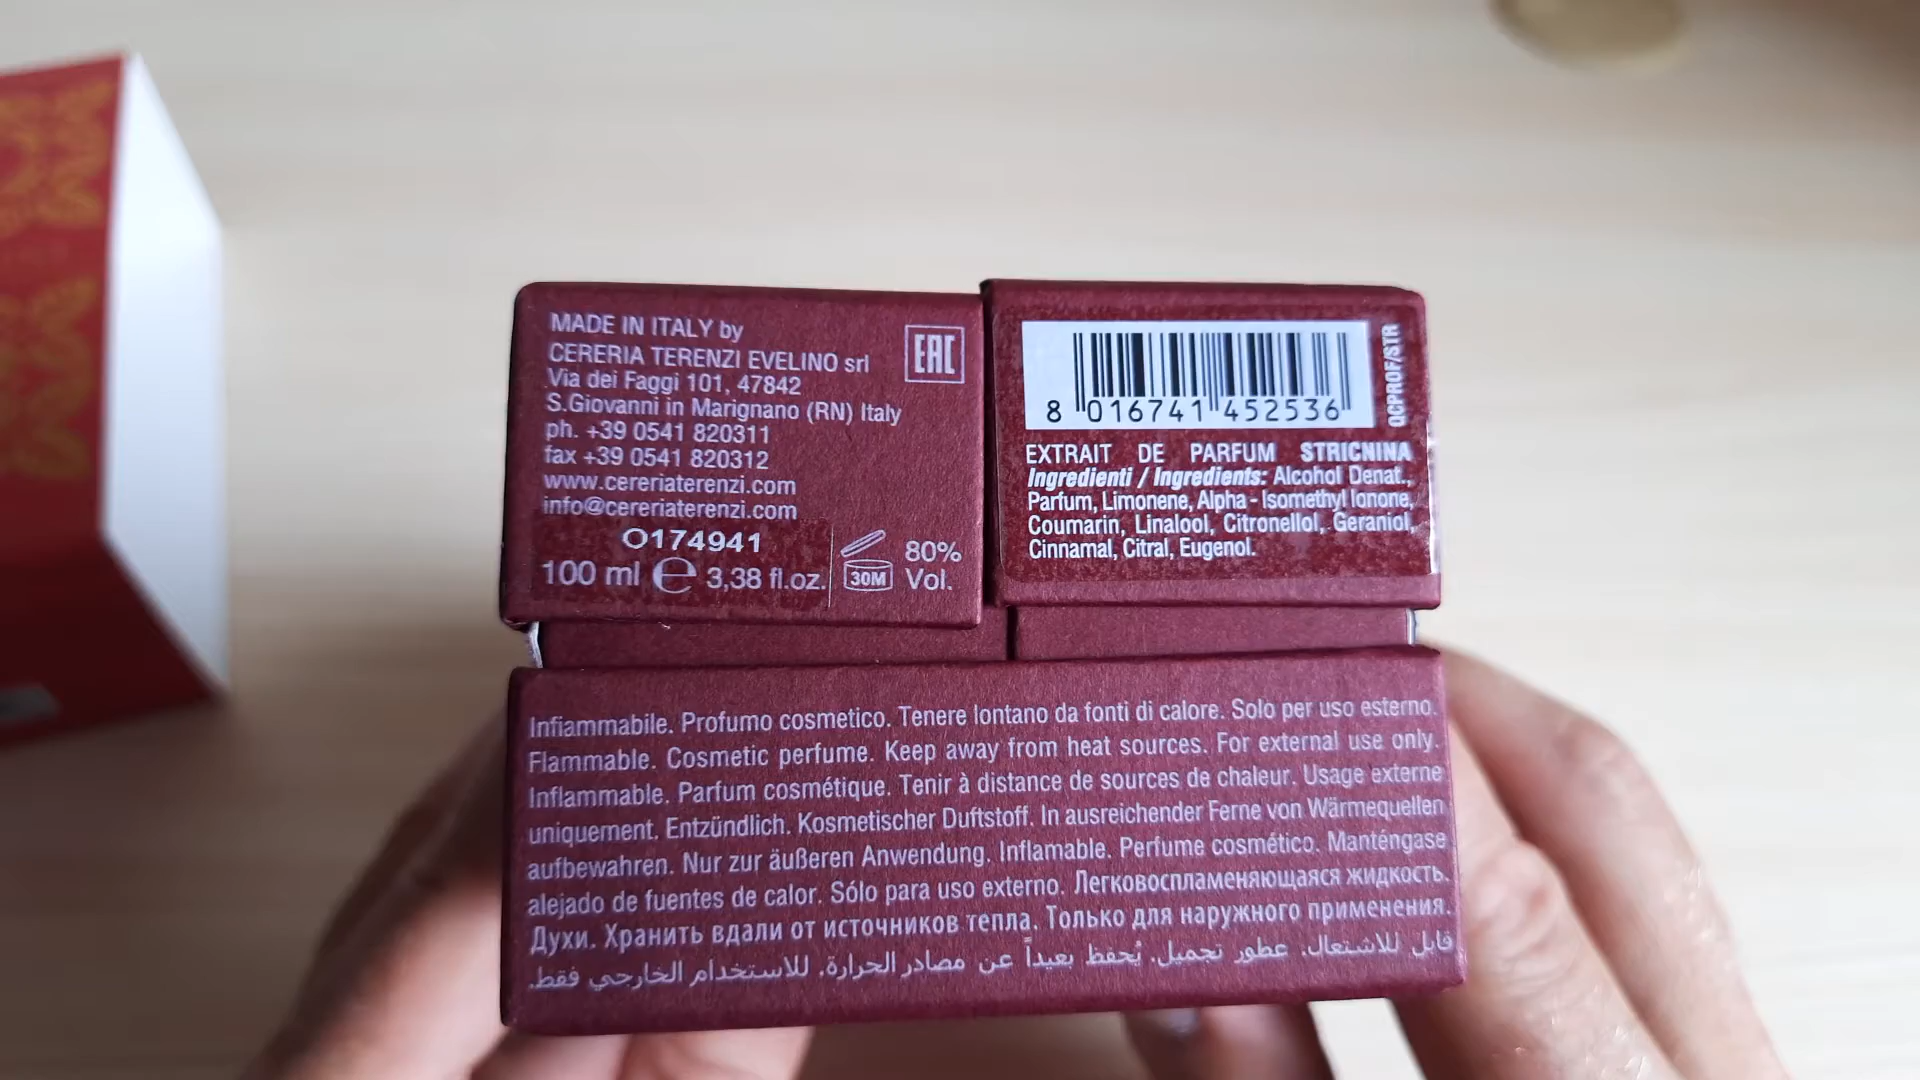 MADE IN ITALY by
CERERIA TERENZI EVELINO srl
Via dei Faggi 101, 47842
S.Giovanni in Marignano (RN) Italy
ph. +39 0541 820311
fax +39 0541 820312
www.cereriaterenzi.com
info@cereriaterenzi.com
EAC
O174941
100 ml e 3,38 fl.oz.
30M
80%
Vol.
8 016741 452536
QCPROF/STR
EXTRAIT DE PARFUM STRICNINA
Ingredienti / Ingredients: Alcohol Denat.,
Parfum, Limonene, Alpha - Isomethyl Ionone,
Coumarin, Linalool, Citronellol, Geraniol,
Cinnamal, Citral, Eugenol.
Infiammabile. Profumo cosmetico. Tenere lontano da fonti di calore. Solo per uso esterno.
Flammable. Cosmetic perfume. Keep away from heat sources. For external use only.
Inflammable. Parfum cosmétique. Tenir à distance de sources de chaleur. Usage externe
uniquement. Entzündlich. Kosmetischer Duftstoff. In ausreichender Ferne von Wärmequellen
aufbewahren. Nur zur äußeren Anwendung. Inflamable. Perfume cosmético. Manténgase
alejado de fuentes de calor. Sólo para uso externo. Легковоспламеняющаяся жидкость.
Духи. Хранить вдали от источников тепла. Только для наружного применения.
قابل للاشتعال. عطور تجميل. يُحفظ بعيداً عن مصادر الحرارة. للاستخدام الخارجي فقط.